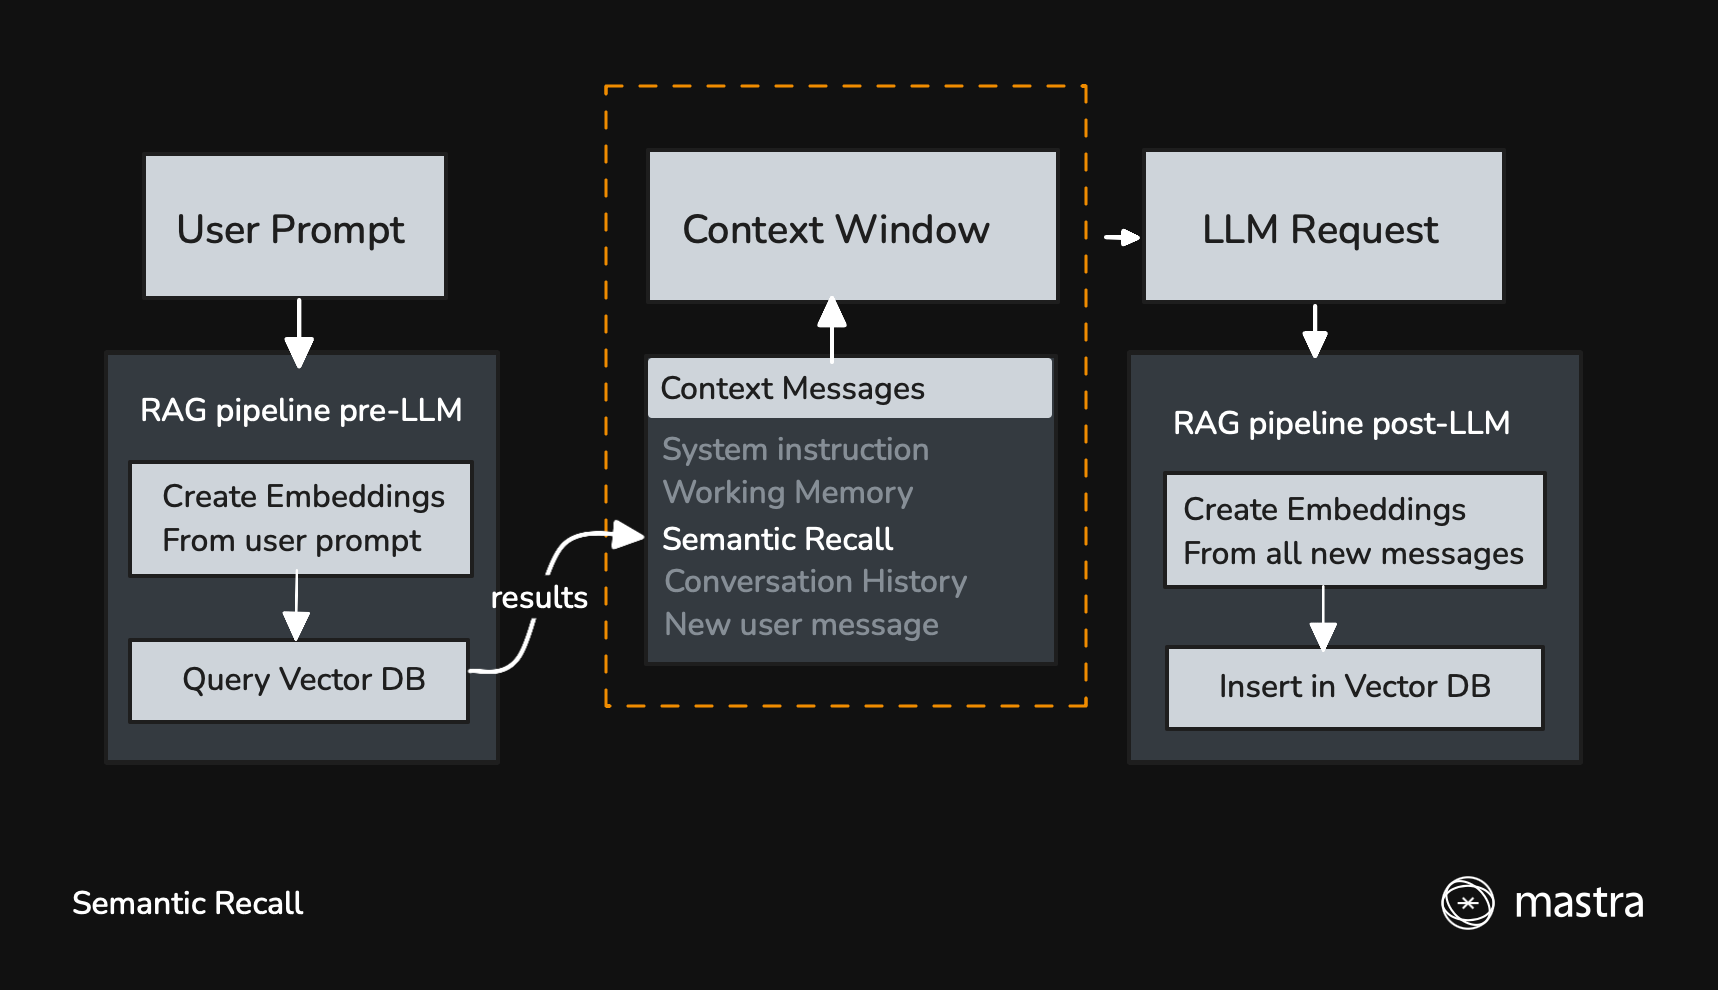 User Prompt
RAG pipeline pre-LLM
Create Embeddings
From user prompt
Query Vector DB
results
Context Window
Context Messages
System instruction
Working Memory
Semantic Recall
Conversation History
New user message
LLM Request
RAG pipeline post-LLM
Create Embeddings
From all new messages
Insert in Vector DB
Semantic Recall
mastra